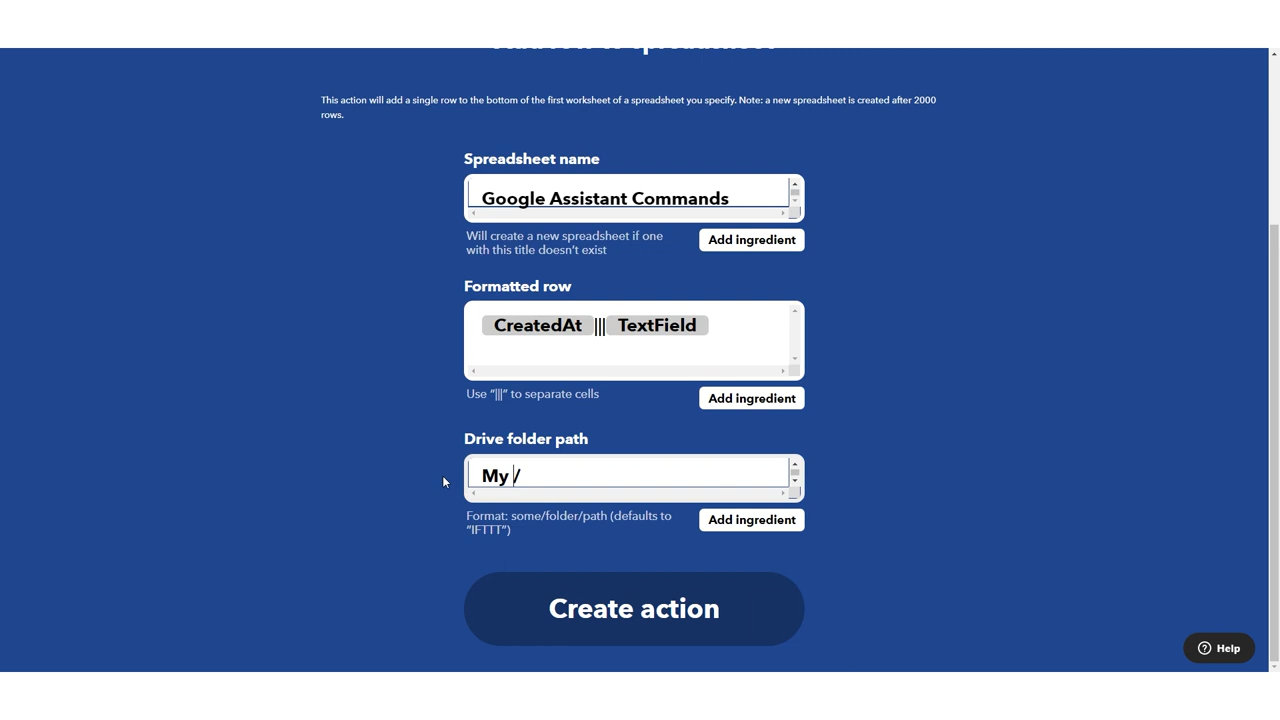 This action will add a single row to the bottom of the first worksheet of a spreadsheet you specify. Note: a new spreadsheet is created after 2000
rows.
Spreadsheet name
Google Assistant Commands
Will create a new spreadsheet if one
with this title doesn't exist
Add ingredient
Formatted row
CreatedAt ||| TextField
Use "|||" to separate cells
Add ingredient
Drive folder path
My /
Format: some/folder/path (defaults to
"IFTTT")
Add ingredient
Create action
Help